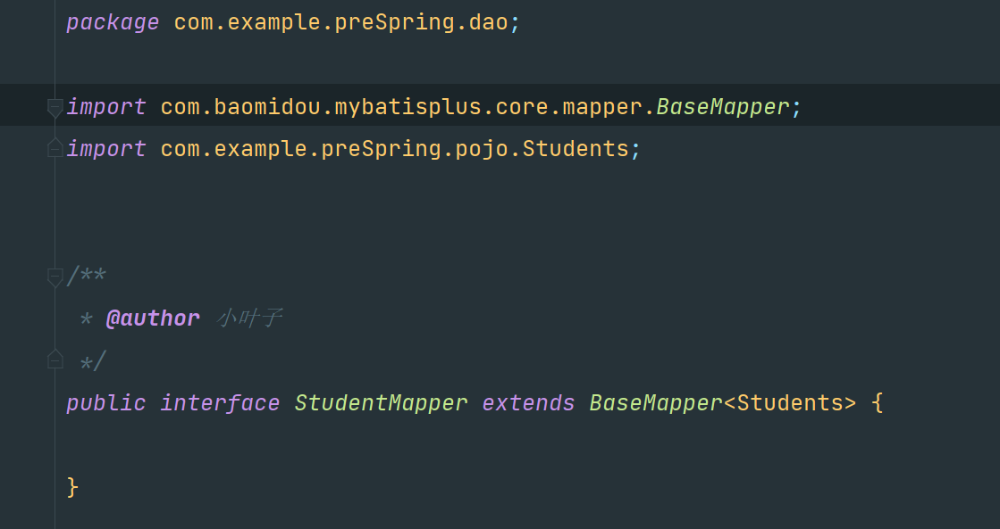 package com.example.preSpring.dao;
import com.baomidou.mybatisplus.core.mapper.BaseMapper;
import com.example.preSpring.pojo.Students;
/**
 * @author 小叶子
 */
public interface StudentMapper extends BaseMapper<Students> {
}